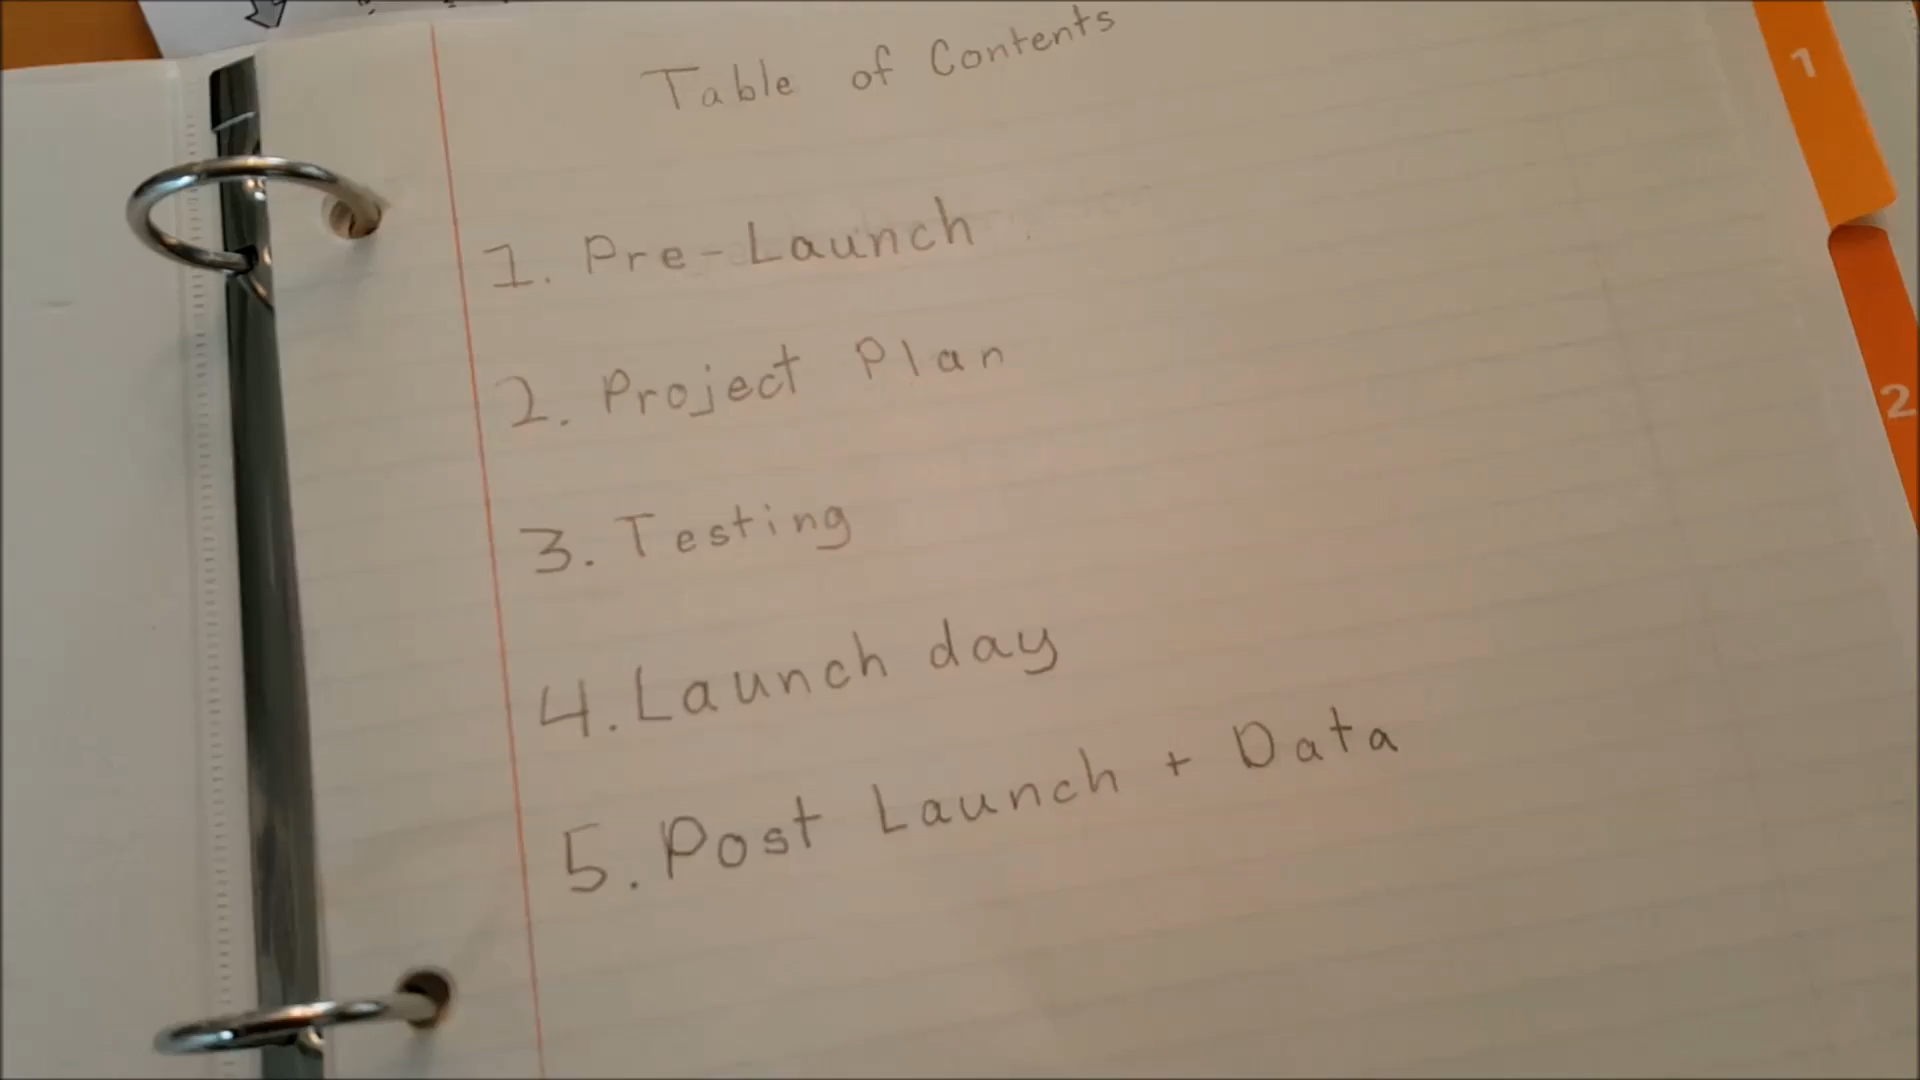 Table of Contents
1. Pre-Launch
2. Project Plan
3. Testing
4. Launch day
5. Post Launch + Data
1
2